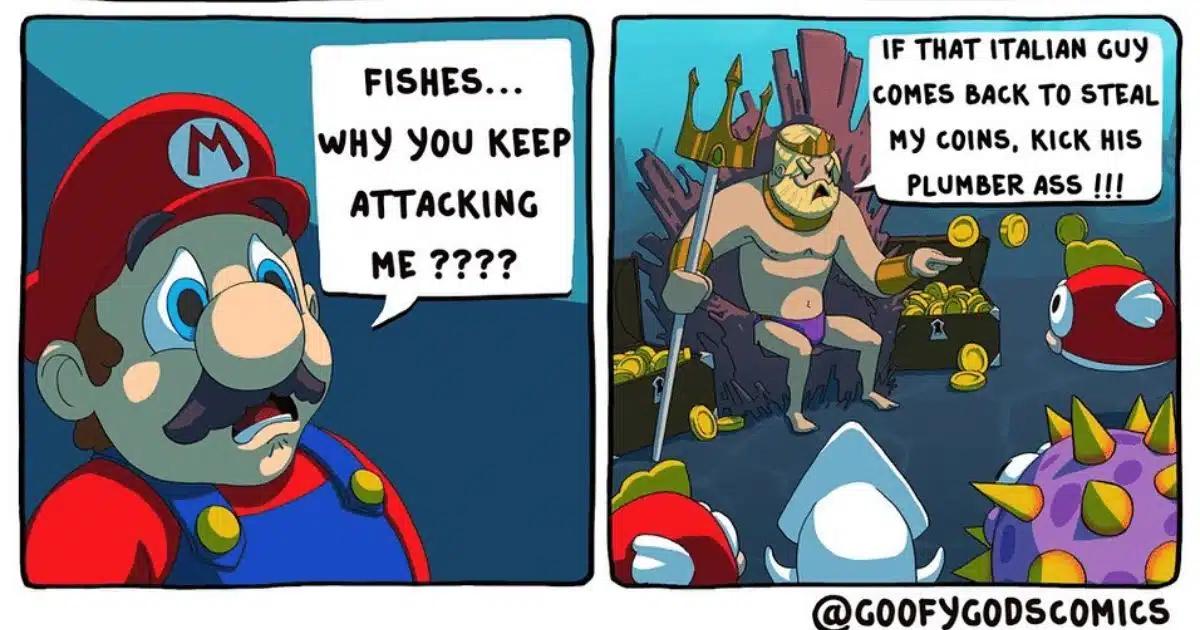 M
FISHES...
WHY YOU KEEP
ATTACKING
ME ????
IF THAT ITALIAN GUY
COMES BACK TO STEAL
MY COINS, KICK HIS
PLUMBER ASS !!!
@GOOFYGODSCOMICS